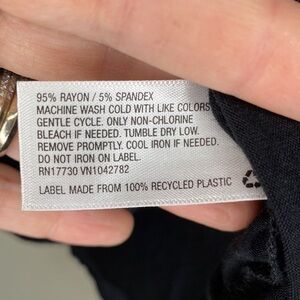 95% RAYON / 5% SPANDEX
MACHINE WASH COLD WITH LIKE COLORS
GENTLE CYCLE. ONLY NON-CHLORINE
BLEACH IF NEEDED. TUMBLE DRY LOW.
REMOVE PROMPTLY. COOL IRON IF NEEDED.
DO NOT IRON ON LABEL.
RN17730 VN1042782
LABEL MADE FROM 100% RECYCLED PLASTIC